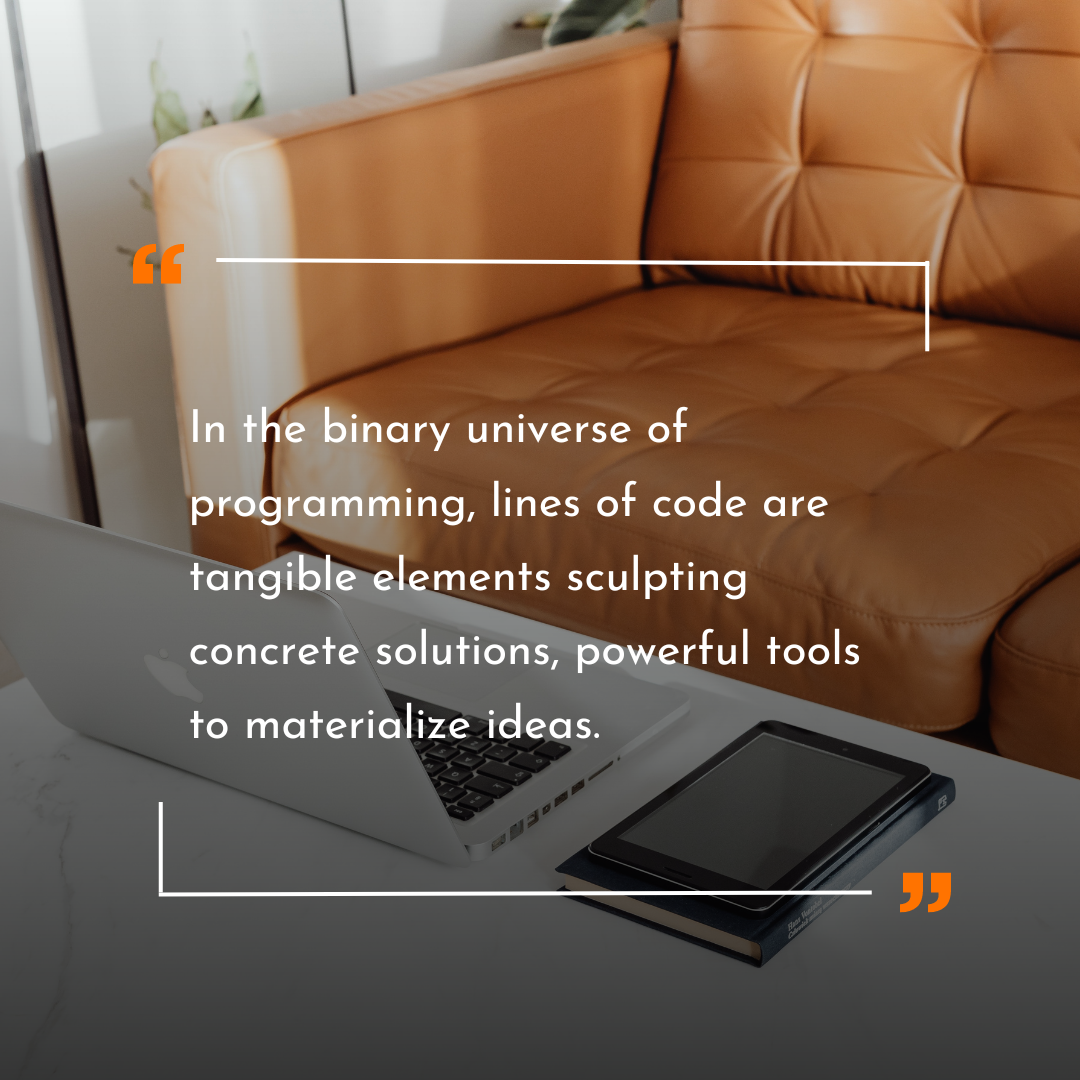 “
In the binary universe of
programming, lines of code are
tangible elements sculpting
concrete solutions, powerful tools
to materialize ideas.
”